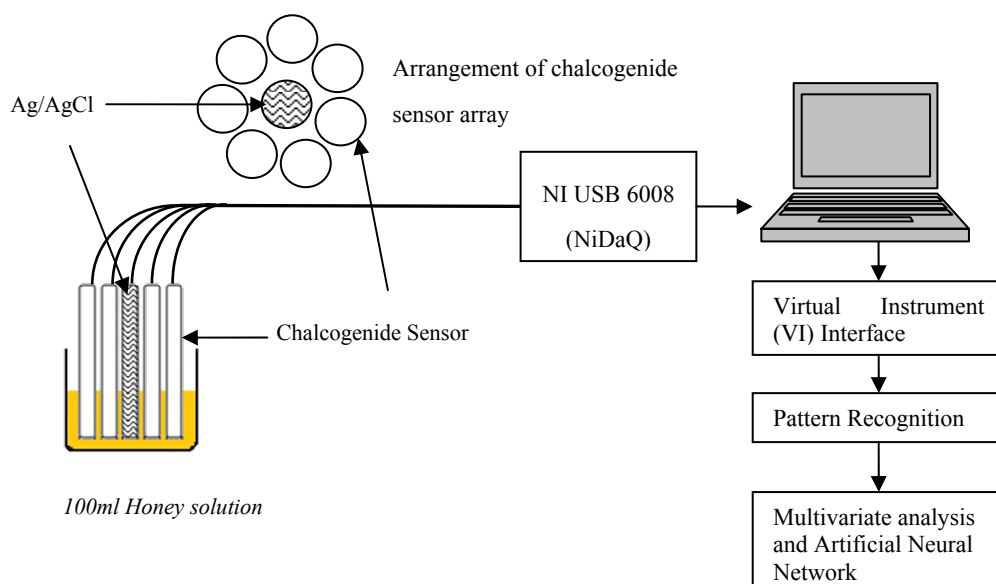 Arrangement of chalcogenide
sensor array
Ag/AgCl
NI USB 6008
(NiDaQ)
Chalcogenide Sensor
100ml Honey solution
Virtual Instrument
(VI) Interface
Pattern Recognition
Multivariate analysis
and Artificial Neural
Network